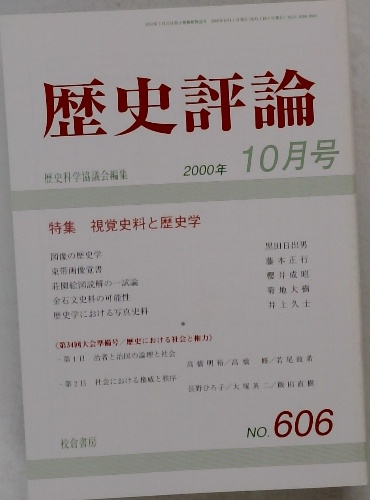 歴史評論
歴史科学協議会編集
2000年 10月号
特集 視覚史料と歴史学
図像の歴史学 黒田日出男
束帯画像覚書 藤本正行
荘園絵図読解の一試論 櫻井成昭
金石文史料の可能性 菊地大樹
歴史学における写真史料 井上久士
*
《第34回大会準備号/歴史における社会と権力》
-第1日 治者と治国の論理と社会
高橋明裕/高橋 修/若尾政希
-第2日 社会における権威と秩序
長野ひろ子/大塚英二/飯田直樹
NO.606
校倉書房